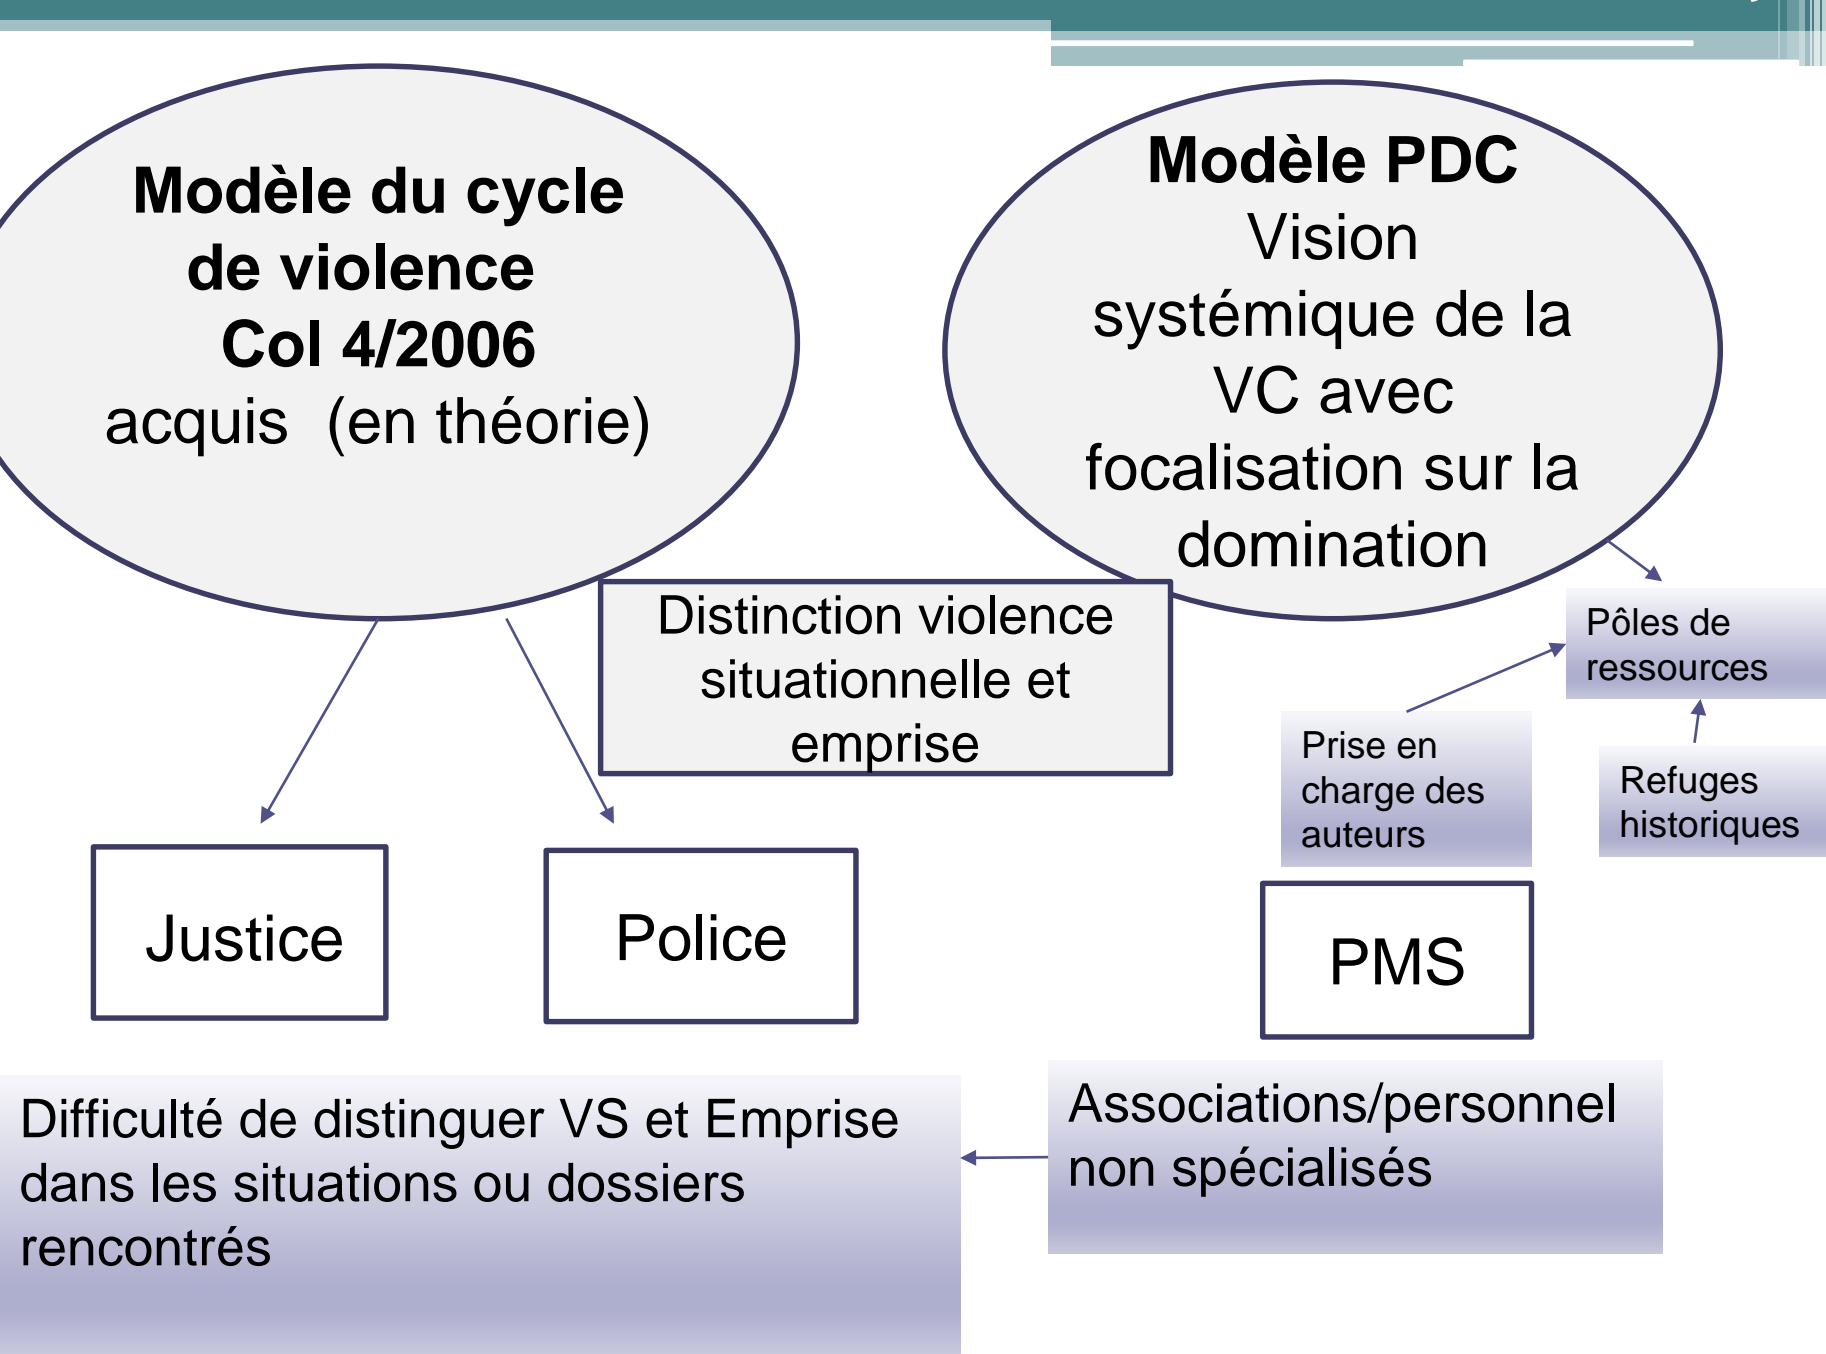 Modèle du cycle
de violence
Col 4/2006
acquis (en théorie)
Modèle PDC
Vision
systémique de la
VC avec
focalisation sur la
domination
Distinction violence
situationnelle et
emprise
Pôles de
ressources
Prise en
charge des
auteurs
Refuges
historiques
Justice
Police
PMS
Difficulté de distinguer VS et Emprise
dans les situations ou dossiers
rencontrés
Associations/personnel
non spécialisés